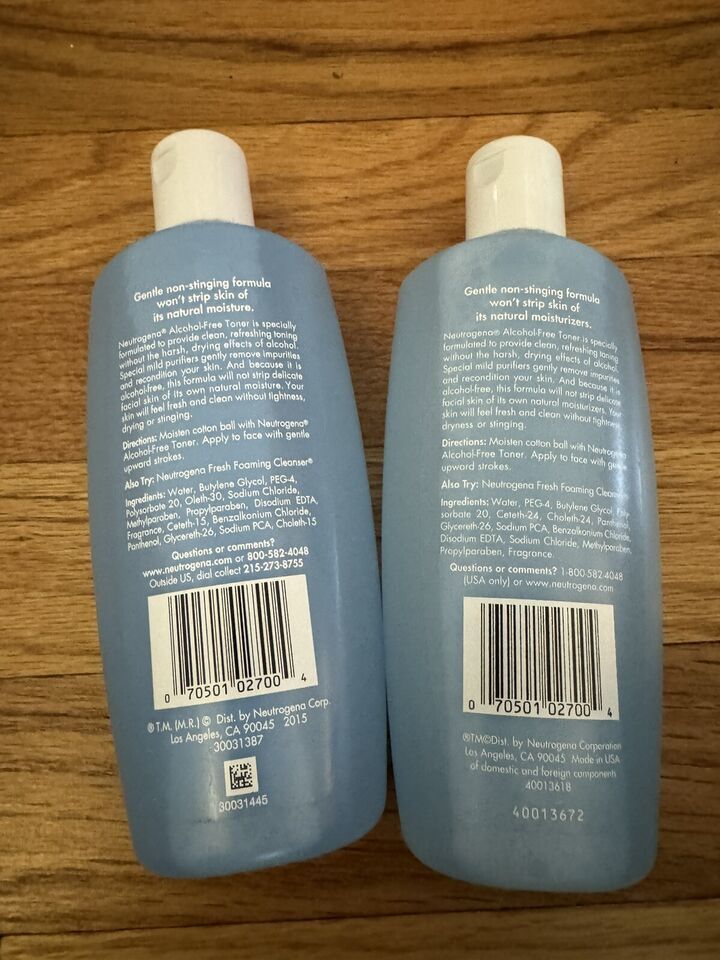 Gentle non-stinging formula
won't strip skin of
its natural moisture.
Neutrogena® Alcohol-Free Toner is specially
formulated to provide clean, refreshing toning
without the harsh, drying effects of alcohol.
Special mild purifiers gently remove impurities
and recondition your skin. And because it is
alcohol-free, this formula will not strip delicate
facial skin of its own natural moisture. Your
skin will feel fresh and clean without tightness,
drying or stinging.
Directions: Moisten cotton ball with Neutrogena®
Alcohol-Free Toner. Apply to face with gentle
upward strokes.
Also Try: Neutrogena Fresh Foaming Cleanser®
Ingredients: Water, Butylene Glycol, PEG-4,
Polysorbate 20, Oleth-30, Sodium Chloride,
Methylparaben, Propylparaben, Disodium EDTA,
Fragrance, Ceteth-15, Benzalkonium Chloride,
Panthenol, Glycereth-26, Sodium PCA, Choleth-15
Questions or comments?
www.neutrogena.com or 800-582-4048
Outside US, dial collect 215-273-8755
0 70501 02700 4
®T.M. (M.R.) © Dist. by Neutrogena Corp.
Los Angeles, CA 90045 2015
30031387
30031445
Gentle non-stinging formula
won't strip skin of
its natural moisturizers.
Neutrogena® Alcohol-Free Toner is specially
formulated to provide clean, refreshing toning
without the harsh, drying effects of alcohol.
Special mild purifiers gently remove impurities
and recondition your skin. And because it is
alcohol-free, this formula will not strip delicate
facial skin of its own natural moisturizers. Your
skin will feel fresh and clean without tightness,
dryness or stinging.
Directions: Moisten cotton ball with Neutrogena
Alcohol-Free Toner. Apply to face with gentle
upward strokes.
Also Try: Neutrogena Fresh Foaming Cleanser
Ingredients: Water, PEG-4, Butylene Glycol, Poly-
sorbate 20, Ceteth-24, Choleth-24, Panthenol,
Glycereth-26, Sodium PCA, Benzalkonium Chloride,
Disodium EDTA, Sodium Chloride, Methylparaben,
Propylparaben, Fragrance.
Questions or comments? 1-800-582-4048
(USA only) or www.neutrogena.com
0 70501 02700 4
®TM©Dist. by Neutrogena Corporation
Los Angeles, CA 90045 Made in USA
of domestic and foreign components
40013618
40013672